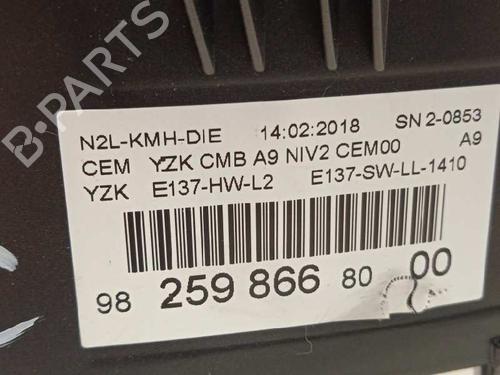 N2L-KMH-DIE 14:02:2018 SN 2-0853
CEM YZK CMB A9 NIV2 CEM00 A9
YZK E137-HW-L2 E137-SW-LL-1410
98 259 866 80 00
B-PARTS